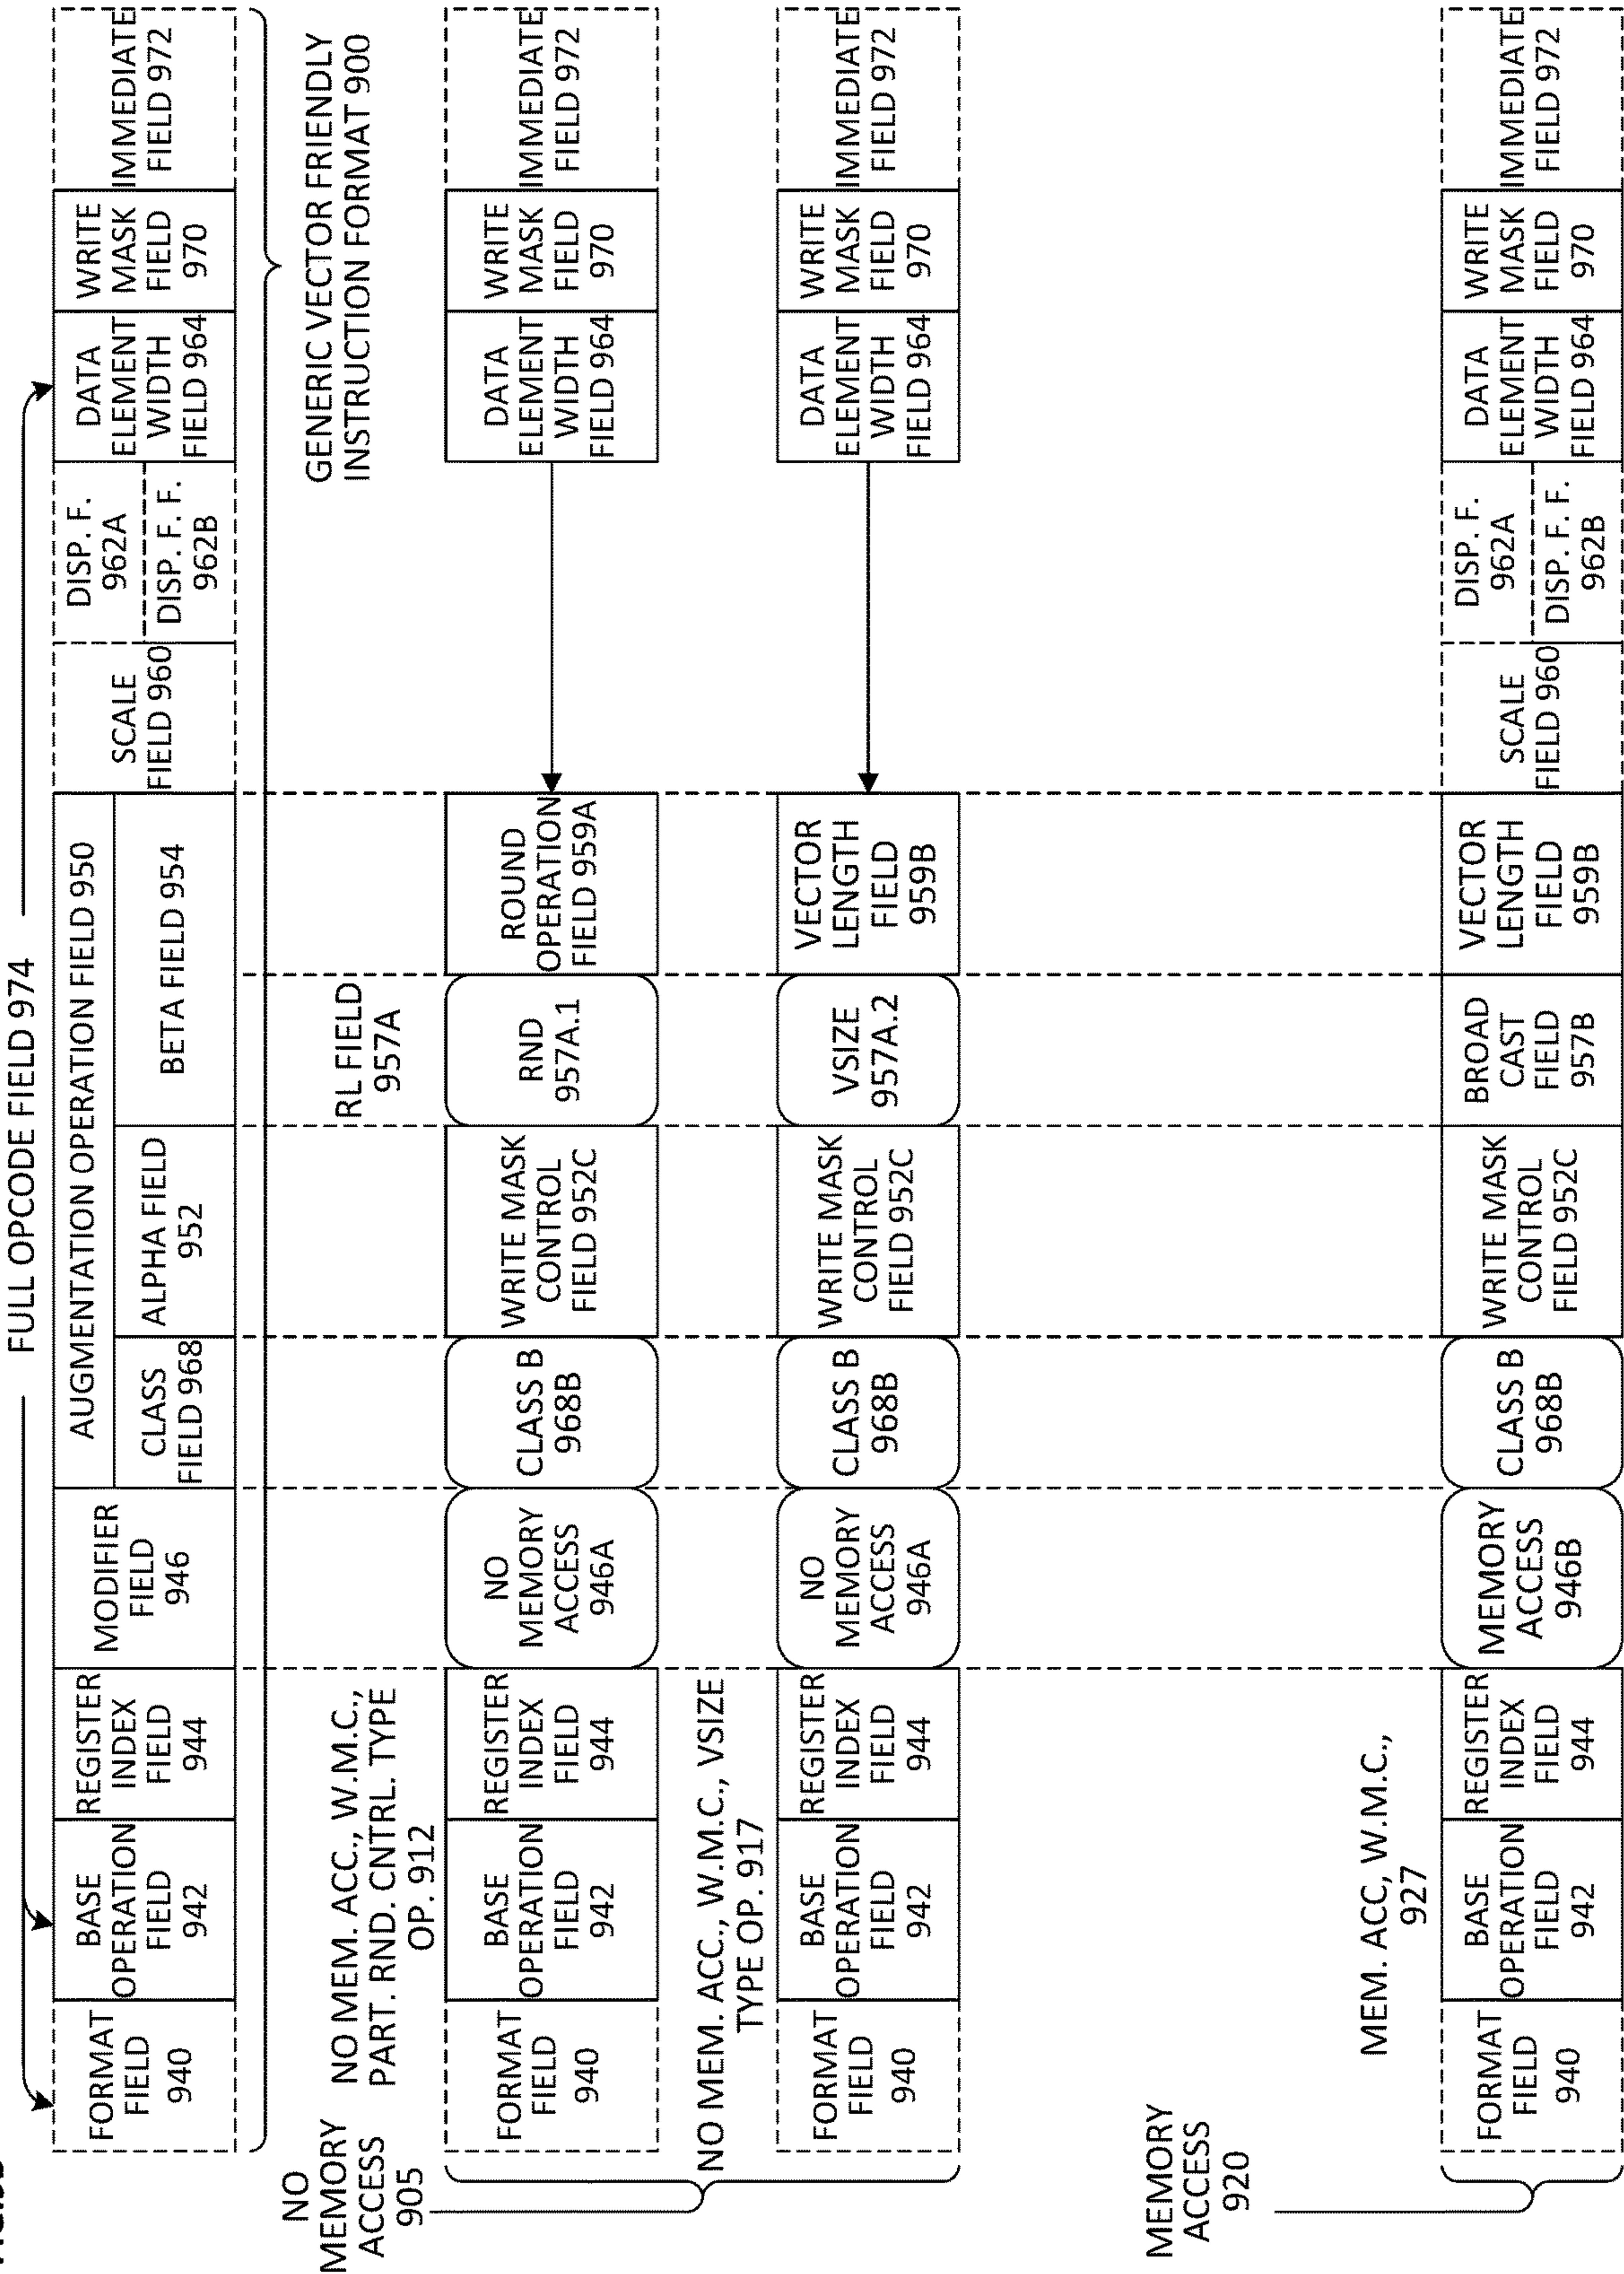 FULL OPCODE FIELD 974
FORMAT
FIELD
940
BASE
OPERATION
FIELD
942
REGISTER
INDEX
FIELD
944
MODIFIER
FIELD
946
AUGMENTATION OPERATION FIELD 950
CLASS
FIELD 968
ALPHA FIELD
952
BETA FIELD 954
SCALE
FIELD 960
DISP. F.
962A
DISP. F. F.
962B
DATA
ELEMENT
WIDTH
FIELD 964
WRITE
MASK
FIELD
970
IMMEDIATE
FIELD 972
GENERIC VECTOR FRIENDLY
INSTRUCTION FORMAT 900
NO
MEMORY
ACCESS
905
NO MEM. ACC., W.M.C.,
PART. RND. CNTRL. TYPE
OP. 912
RL FIELD
957A
FORMAT
FIELD
940
BASE
OPERATION
FIELD
942
REGISTER
INDEX
FIELD
944
NO
MEMORY
ACCESS
946A
CLASS B
968B
WRITE MASK
CONTROL
FIELD 952C
RND
957A.1
ROUND
OPERATION
FIELD 959A
DATA
ELEMENT
WIDTH
FIELD 964
WRITE
MASK
FIELD
970
IMMEDIATE
FIELD 972
NO MEM. ACC., W.M.C., VSIZE
TYPE OP. 917
FORMAT
FIELD
940
BASE
OPERATION
FIELD
942
REGISTER
INDEX
FIELD
944
NO
MEMORY
ACCESS
946A
CLASS B
968B
WRITE MASK
CONTROL
FIELD 952C
VSIZE
957A.2
VECTOR
LENGTH
FIELD
959B
DATA
ELEMENT
WIDTH
FIELD 964
WRITE
MASK
FIELD
970
IMMEDIATE
FIELD 972
MEMORY
ACCESS
920
MEM. ACC, W.M.C.,
927
FORMAT
FIELD
940
BASE
OPERATION
FIELD
942
REGISTER
INDEX
FIELD
944
MEMORY
ACCESS
946B
CLASS B
968B
WRITE MASK
CONTROL
FIELD 952C
BROAD
CAST
FIELD
957B
VECTOR
LENGTH
FIELD
959B
SCALE
FIELD 960
DISP. F.
962A
DISP. F. F.
962B
DATA
ELEMENT
WIDTH
FIELD 964
WRITE
MASK
FIELD
970
IMMEDIATE
FIELD 972